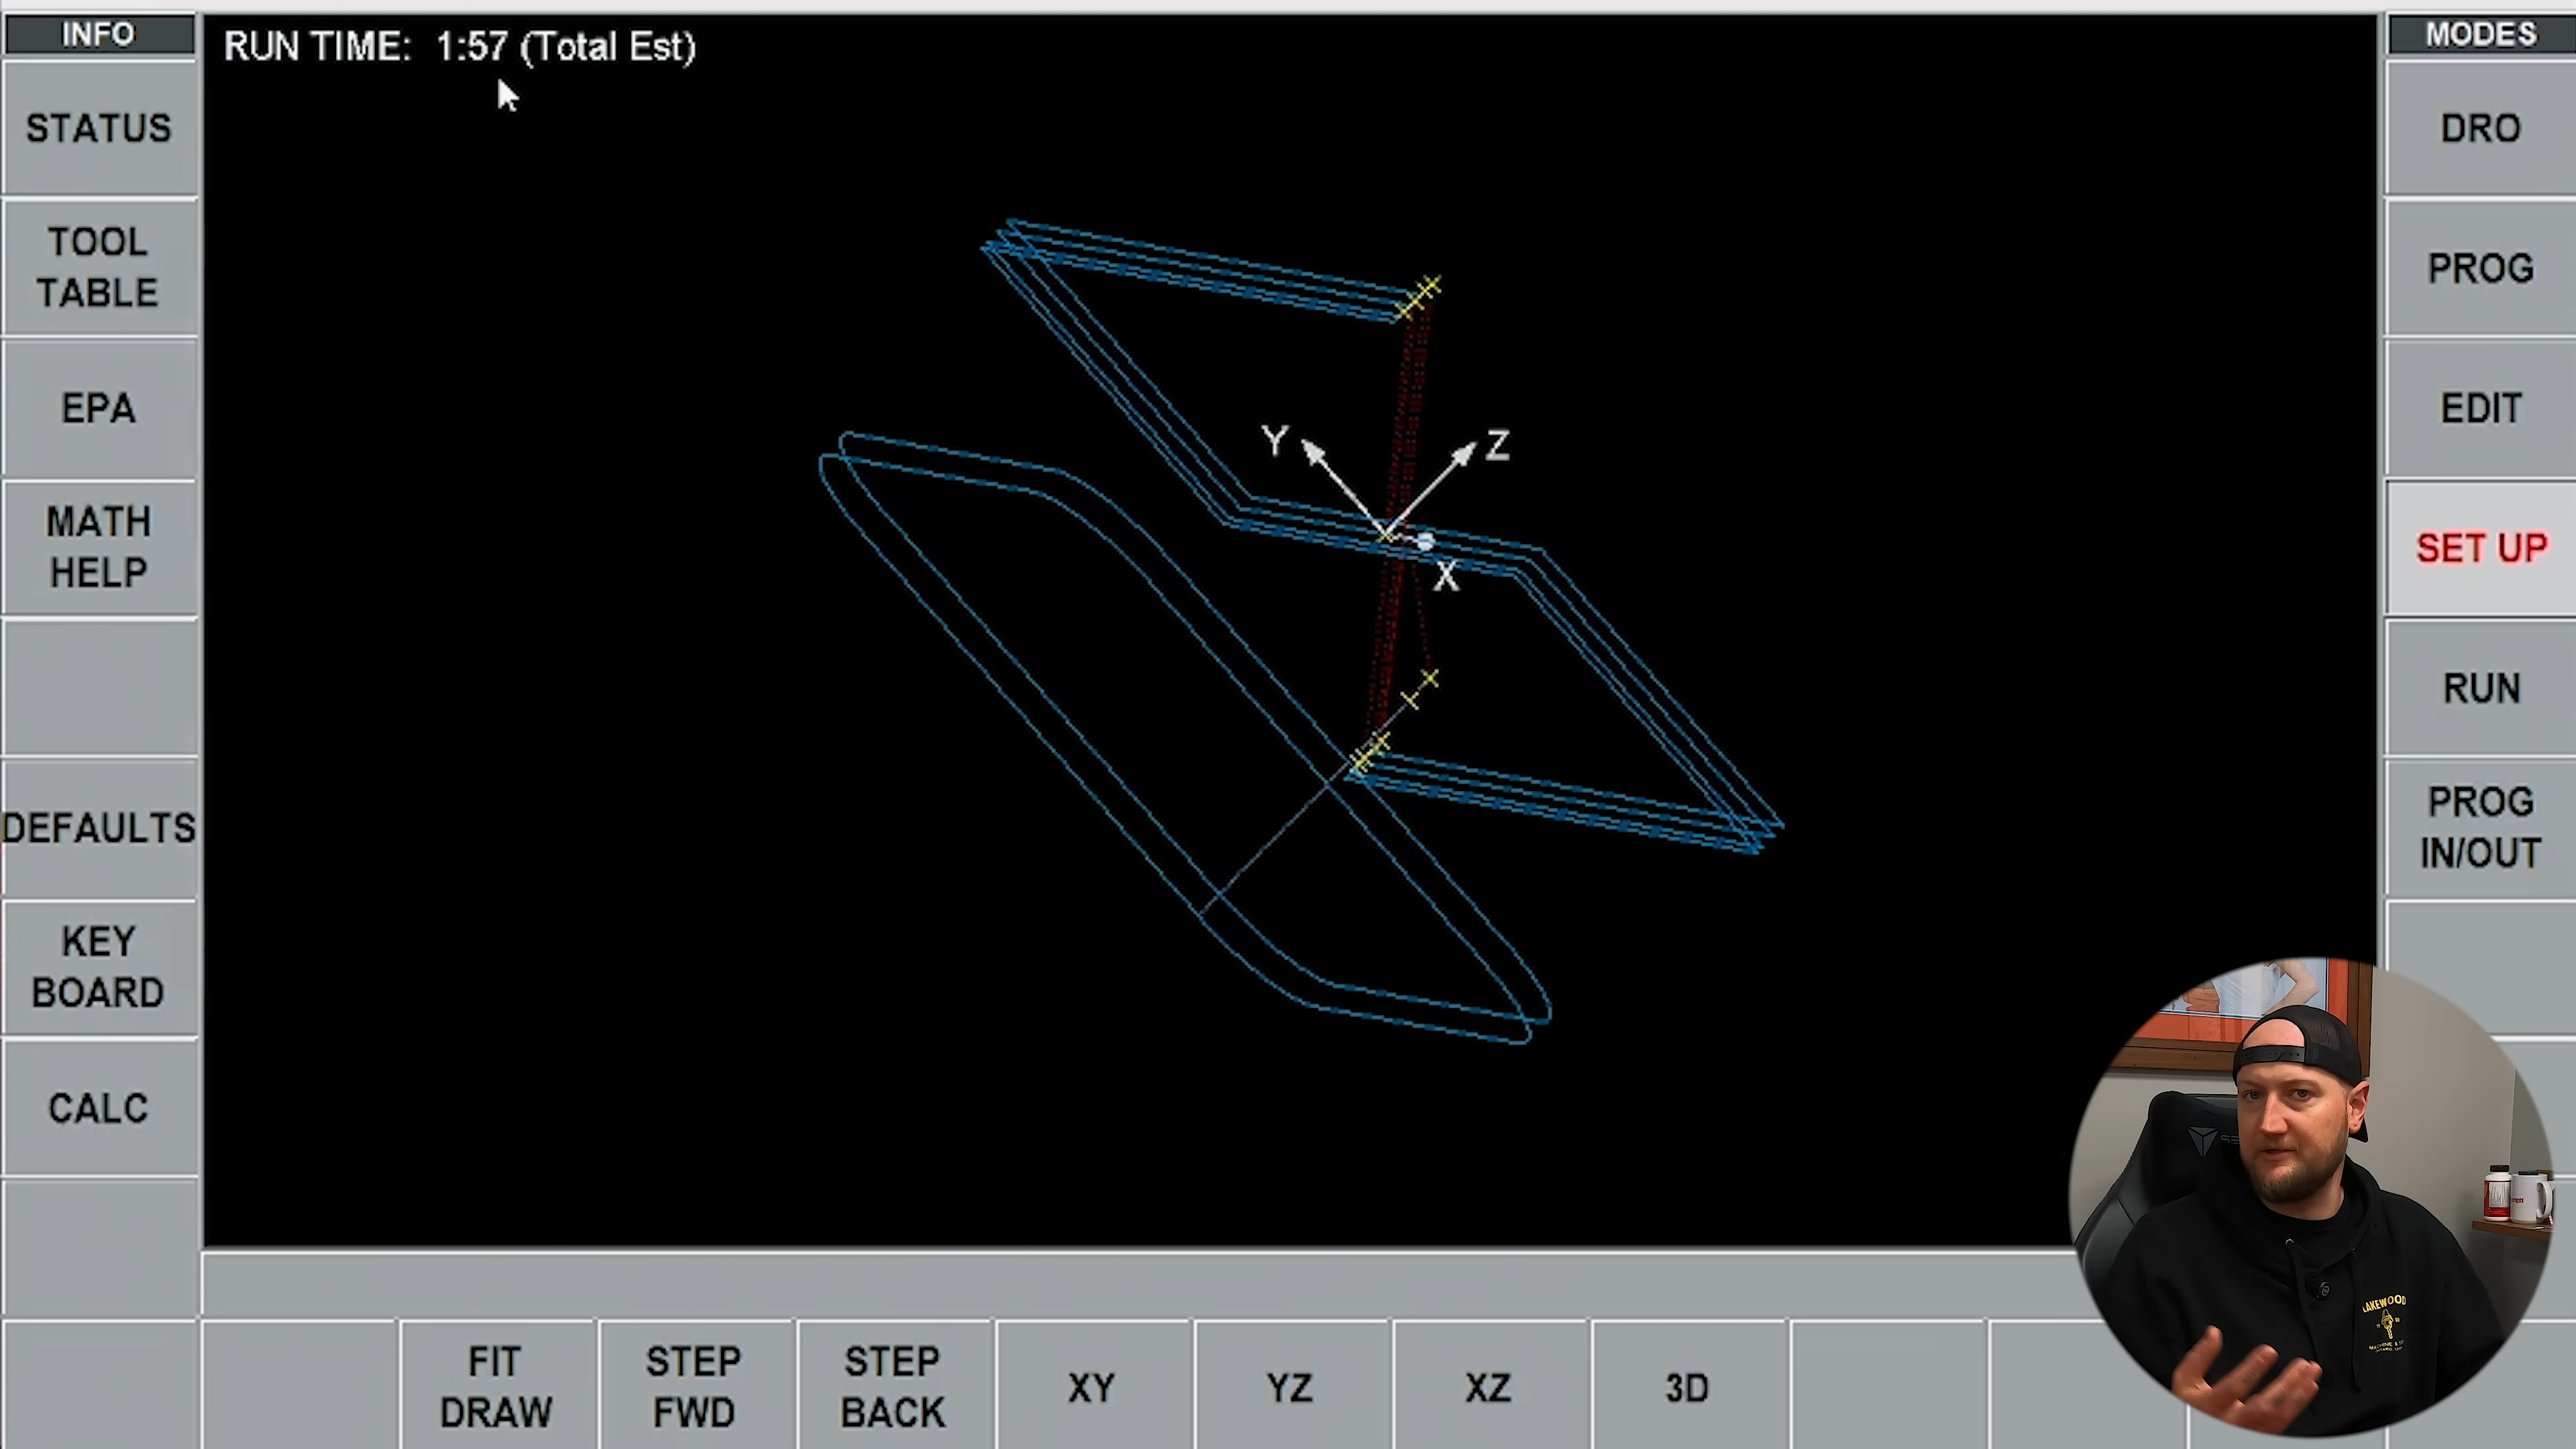 INFO
RUN TIME: 1:57 (Total Est)
MODES
STATUS
TOOL
TABLE
EPA
MATH
HELP
DEFAULTS
KEY
BOARD
CALC
Y
Z
X
DRO
PROG
EDIT
SET UP
RUN
PROG
IN/OUT
FIT
DRAW
STEP
FWD
STEP
BACK
XY
YZ
XZ
3D
LAKEWOOD